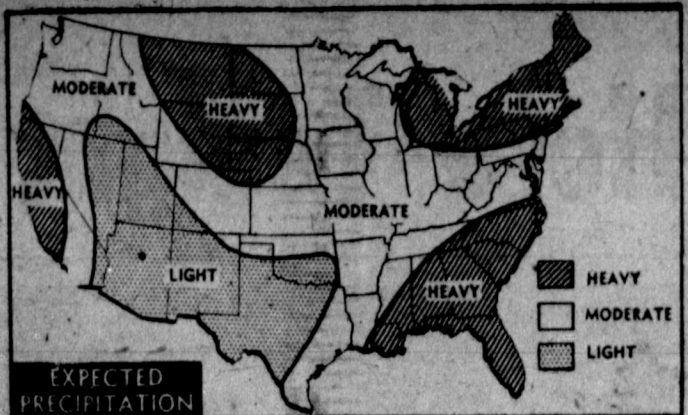 MODERATE
HEAVY
HEAVY
HEAVY
MODERATE
LIGHT
HEAVY
HEAVY
MODERATE
LIGHT
EXPECTED
PRECIPITATION